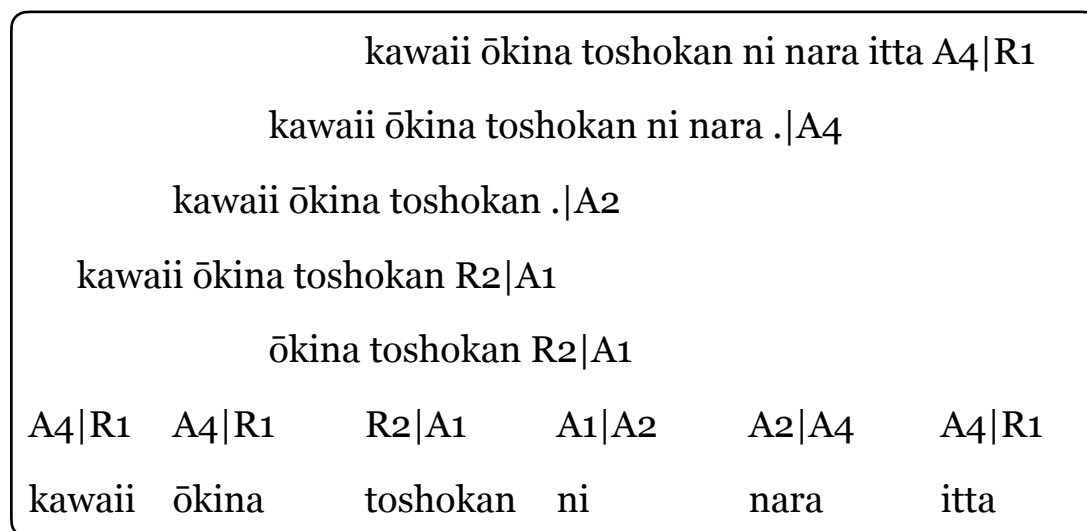 kawaii ōkina toshokan ni nara itta A4|R1
kawaii ōkina toshokan ni nara .|A4
kawaii ōkina toshokan .|A2
kawaii ōkina toshokan R2|A1
ōkina toshokan R2|A1
A4|R1 A4|R1 R2|A1 A1|A2 A2|A4 A4|R1
kawaii ōkina toshokan ni nara itta